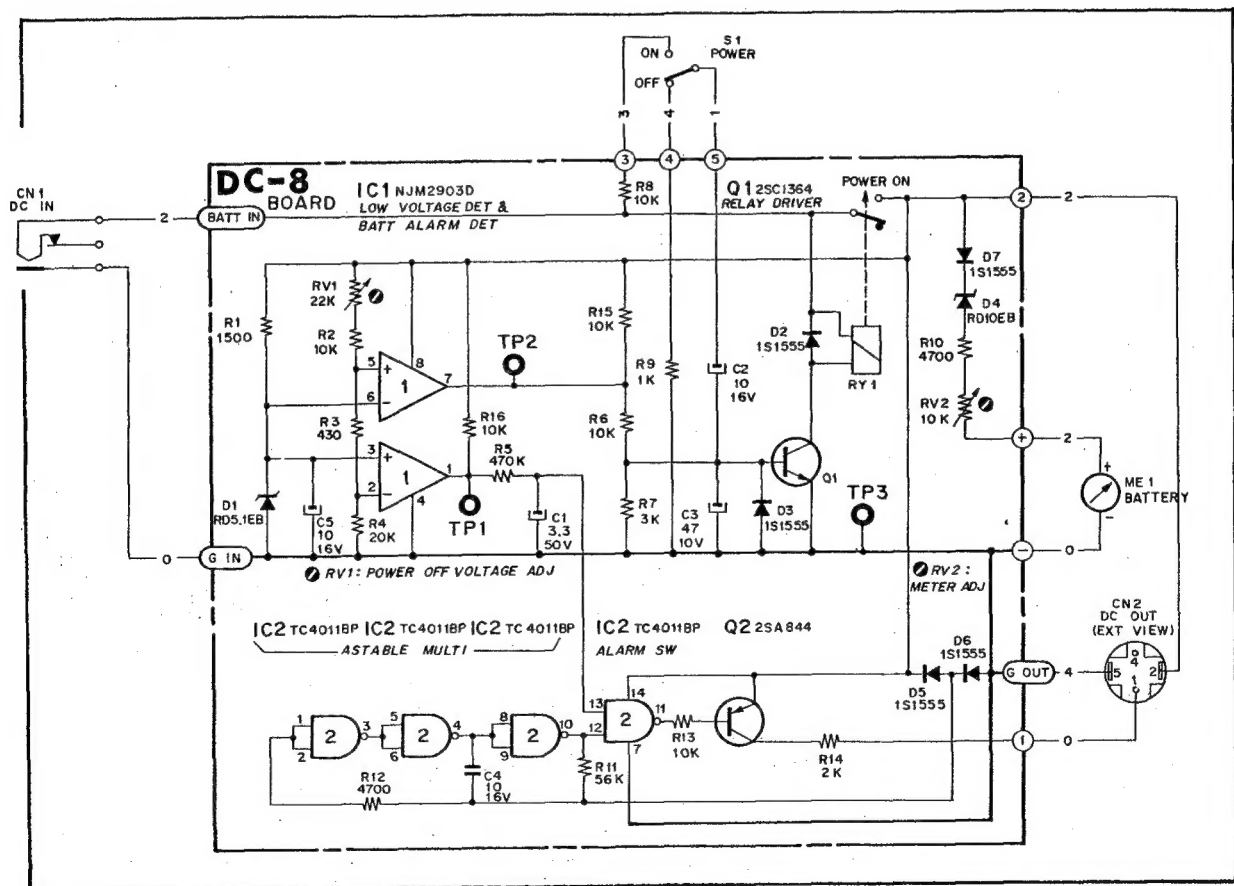 ON
OFF
S1
POWER
3
4
1
3
4
5
CN1
DC IN
2
BATT IN
DC-8
BOARD
IC1 NJM2903D
LOW VOLTAGE DET &
BATT ALARM DET
R8
10K
Q1 2SC1364
RELAY DRIVER
POWER ON
2
2
R1
1500
RV1
22K
R2
10K
5
+
6
-
8
1
7
TP2
R15
10K
R9
1K
C2
10
16V
D2
1S1555
RY1
D7
1S1555
D4
RD10EB
R10
4700
RV2
10K
R3
430
3
+
2
-
1
1
4
R16
10K
R5
470K
R6
10K
Q1
TP3
+
2
+
ME1
BATTERY
-
D1
RD5.1EB
C5
10
16V
R4
20K
TP1
C1
3.3
50V
R7
3K
C3
47
10V
D3
1S1555
0
G IN
-
0
RV1: POWER OFF VOLTAGE ADJ
RV2:
METER ADJ
IC2 TC4011BP IC2 TC4011BP IC2 TC4011BP
ASTABLE MULTI
IC2 TC4011BP
ALARM SW
Q2 2SA844
CN2
DC OUT
(EXT VIEW)
4
5
2
1
D6
1S1555
D5
1S1555
G OUT
4
1
2
2
3
5
6
2
4
8
9
2
10
13
12
14
2
11
7
R13
10K
R14
2K
1
0
R12
4700
C4
10
16V
R11
56K